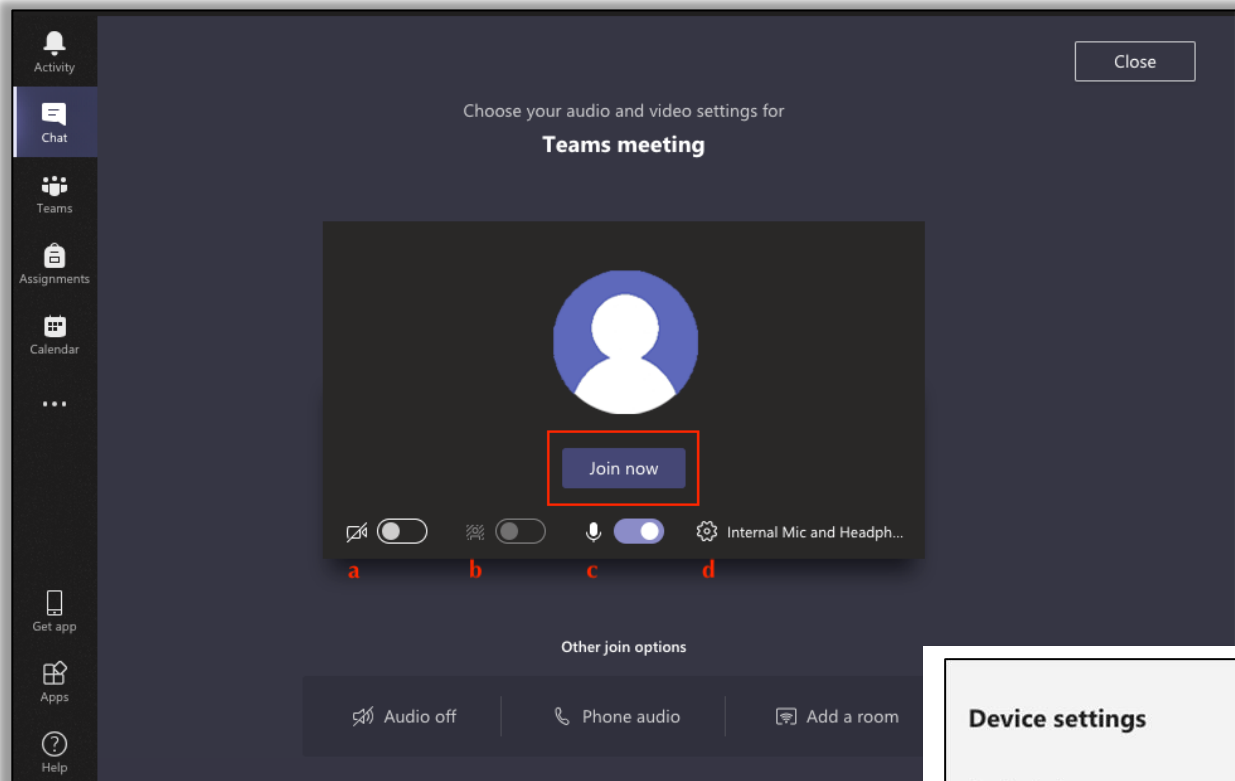 Activity
Chat
Teams
Assignments
Calendar
Get app
Apps
Help
Close
Choose your audio and video settings for
Teams meeting
Join now
Internal Mic and Headph...
a b c d
Other join options
Audio off Phone audio Add a room
Device settings